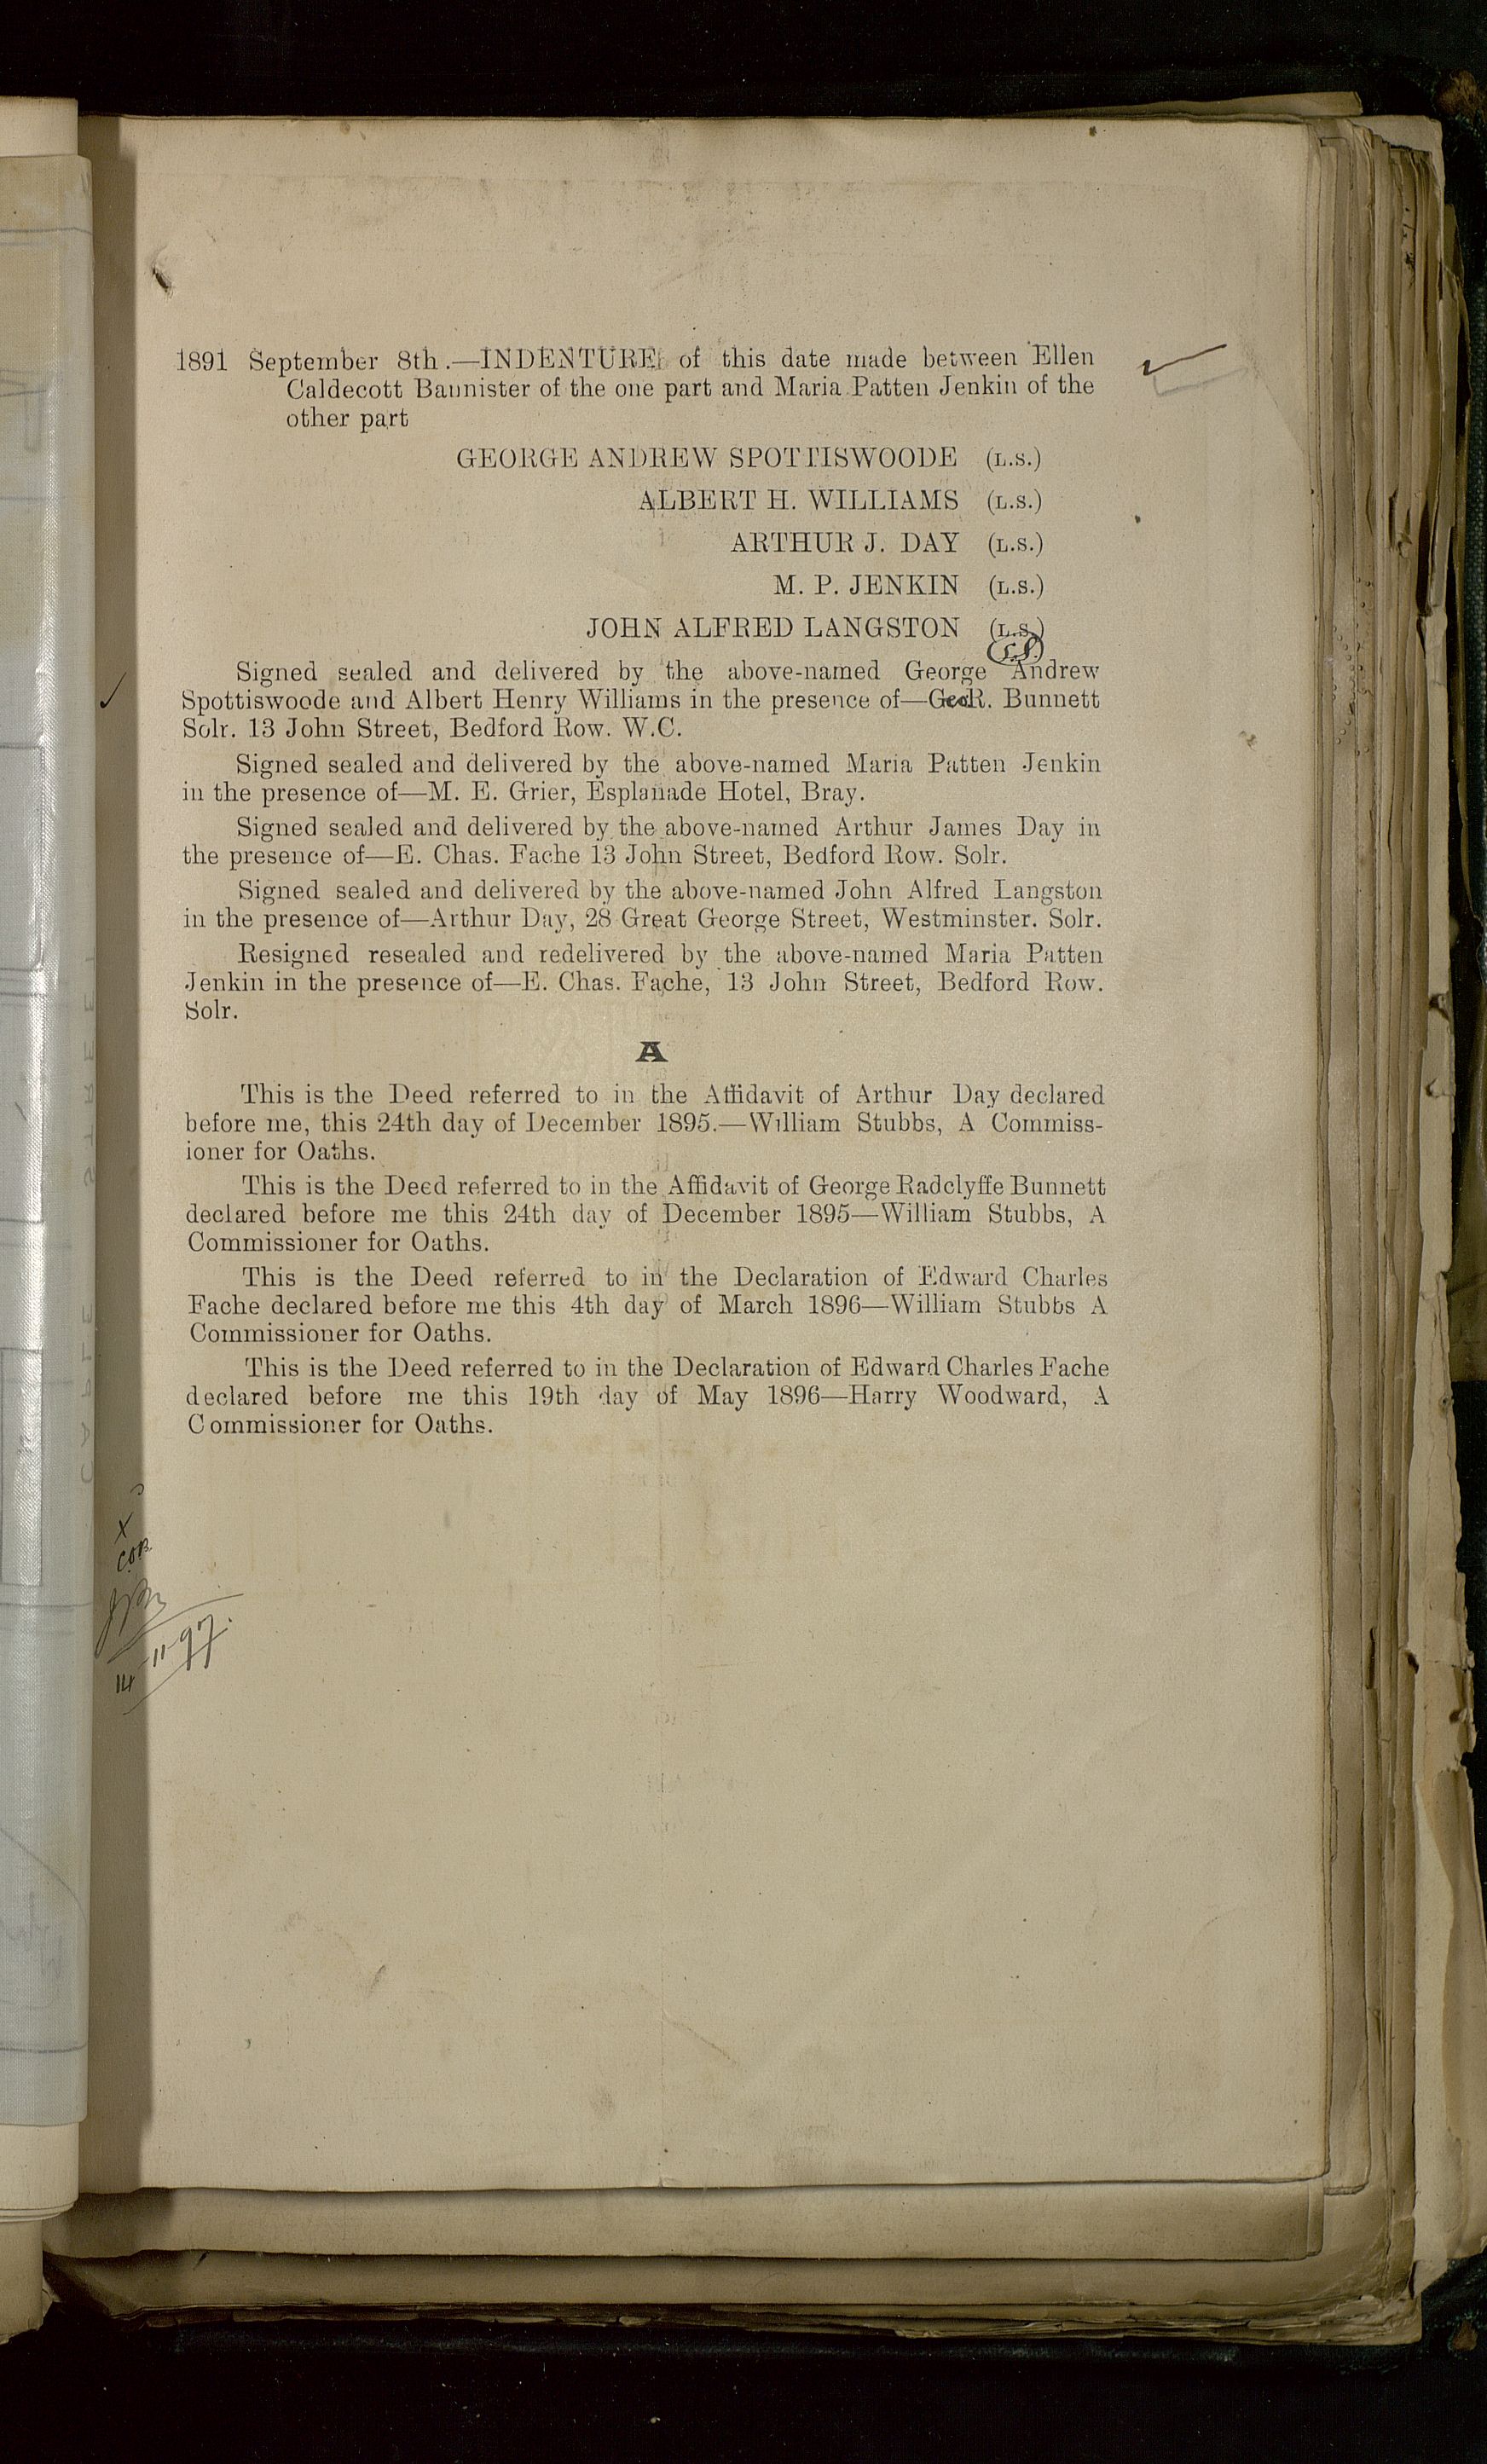 1891 September 8th.—INDENTURE of this date made between Ellen
Caldecott Bannister of the one part and Maria Patten Jenkin of the
other part
GEORGE ANDREW SPOTTISWOODE (L.S.)
ALBERT H. WILLIAMS (L.S.)
ARTHUR J. DAY (L.S.)
M. P. JENKIN (L.S.)
JOHN ALFRED LANGSTON (L.S.)
Signed sealed and delivered by the above-named George Andrew
Spottiswoode and Albert Henry Williams in the presence of—Geo R. Bunnett
Solr. 13 John Street, Bedford Row. W.C.
Signed sealed and delivered by the above-named Maria Patten Jenkin
in the presence of—M. E. Grier, Esplanade Hotel, Bray.
Signed sealed and delivered by the above-named Arthur James Day in
the presence of—E. Chas. Fache 13 John Street, Bedford Row. Solr.
Signed sealed and delivered by the above-named John Alfred Langston
in the presence of—Arthur Day, 28 Great George Street, Westminster. Solr.
Resigned resealed and redelivered by the above-named Maria Patten
Jenkin in the presence of—E. Chas. Fache, 13 John Street, Bedford Row.
Solr.
A
This is the Deed referred to in the Affidavit of Arthur Day declared
before me, this 24th day of December 1895.—William Stubbs, A Commiss-
ioner for Oaths.
This is the Deed referred to in the Affidavit of George Radclyffe Bunnett
declared before me this 24th day of December 1895—William Stubbs, A
Commissioner for Oaths.
This is the Deed referred to in the Declaration of Edward Charles
Fache declared before me this 4th day of March 1896—William Stubbs A
Commissioner for Oaths.
This is the Deed referred to in the Declaration of Edward Charles Fache
declared before me this 19th day of May 1896—Harry Woodward, A
Commissioner for Oaths.
14 11 97.